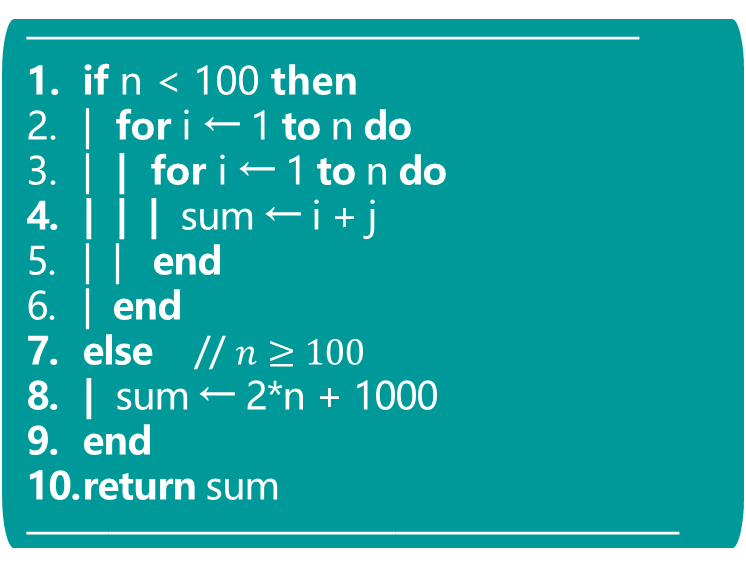 1. if n < 100 then
2. | for i ← 1 to n do
3. | | for i ← 1 to n do
4. | | | sum ← i + j
5. | | end
6. | end
7. else // n ≥ 100
8. | sum ← 2*n + 1000
9. end
10.return sum